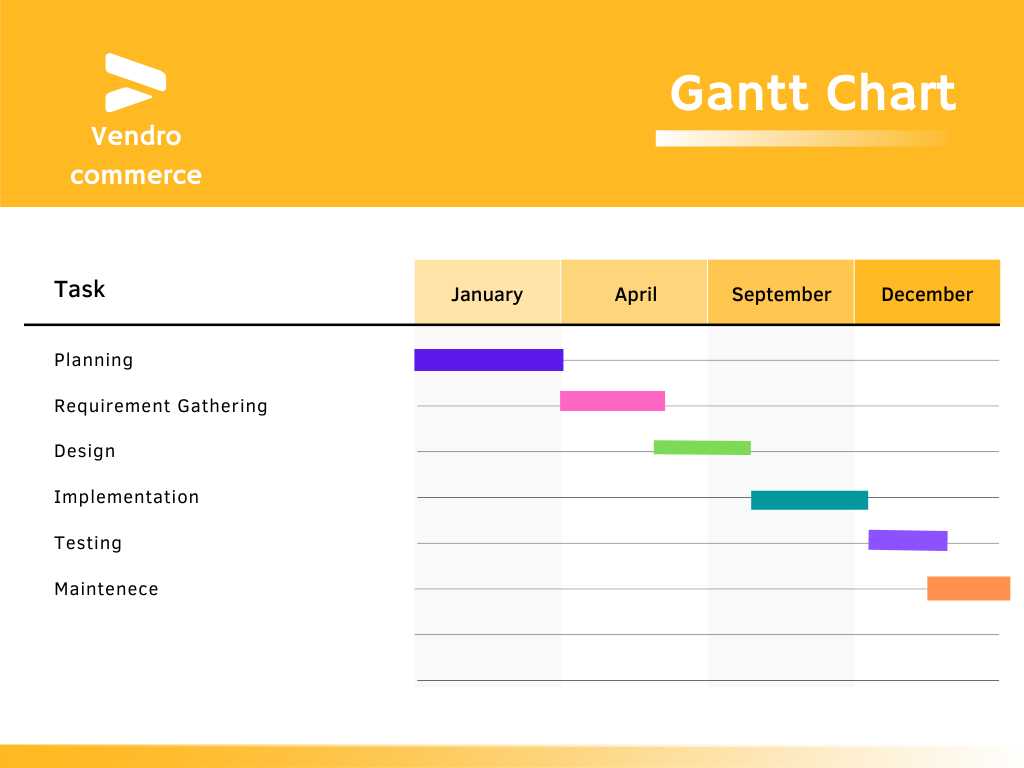 Vendro
commerce
Gantt Chart
Task
January
April
September
December
Planning
Requirement Gathering
Design
Implementation
Testing
Maintenece